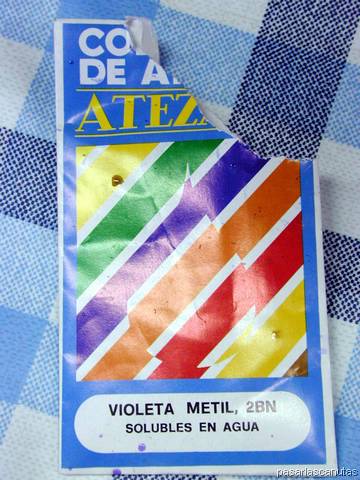 CO
DE A
ATEZ
VIOLETA METIL, 2BN
SOLUBLES EN AGUA
pasarlascanutas